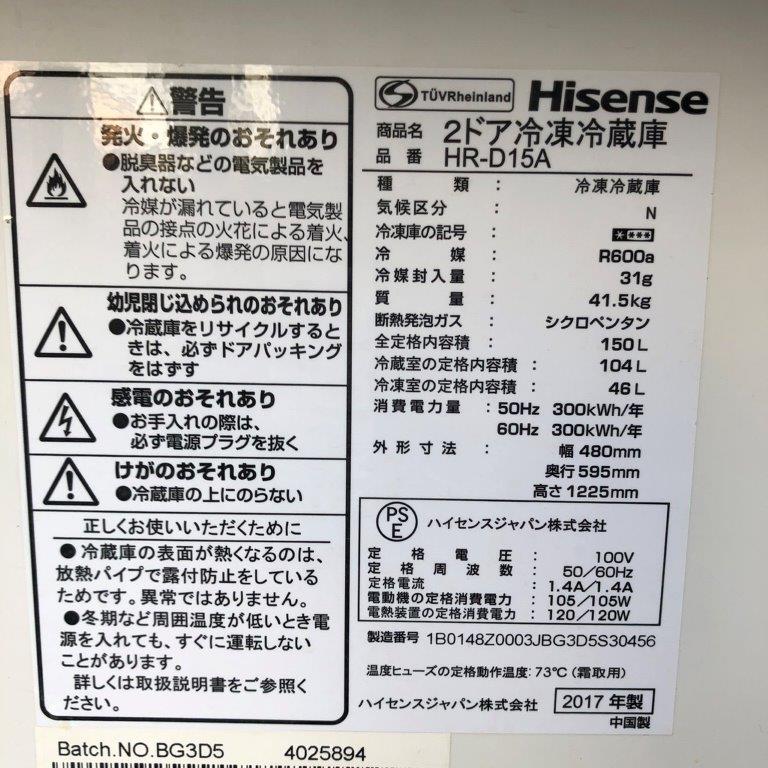 ⚠警告
発火・爆発のおそれあり
●脱臭器などの電気製品を
入れない
冷媒が漏れていると電気製
品の接点の火花による着火、
着火による爆発の原因にな
ります。
幼児閉じ込められのおそれあり
●冷蔵庫をリサイクルすると
きは、必ずドアパッキング
をはずす
感電のおそれあり
●お手入れの際は、
必ず電源プラグを抜く
けがのおそれあり
●冷蔵庫の上にのらない
正しくお使いいただくために
●冷蔵庫の表面が熱くなるのは、
放熱パイプで露付防止をしている
ためです。異常ではありません。
●冬期など周囲温度が低いとき電
源を入れても、すぐに運転しない
ことがあります。
詳しくは取扱説明書をご参照く
ださい。
TÜVRheinland Hisense
商品名 2ドア冷凍冷蔵庫
品番 HR-D15A
種類 : 冷凍冷蔵庫
気候区分 : N
冷凍庫の記号 : ****
冷媒 : R600a
冷媒封入量 : 31g
質量 : 41.5kg
断熱発泡ガス : シクロペンタン
全定格内容積 : 150L
冷蔵室の定格内容積 : 104L
冷凍室の定格内容積 : 46L
消費電力量 : 50Hz 300kWh/年
60Hz 300kWh/年
外形寸法 : 幅 480mm
奥行 595mm
高さ 1225mm
PSE ハイセンスジャパン株式会社
定格電圧 : 100V
定格周波数 : 50/60Hz
定格電流 : 1.4A/1.4A
電動機の定格消費電力 : 105/105W
電熱装置の定格消費電力 : 120/120W
製造番号 1B0148Z0003JBG3D5S30456
温度ヒューズの定格動作温度: 73℃(霜取用)
ハイセンスジャパン株式会社 2017年製
中国製
Batch.NO.BG3D5 4025894